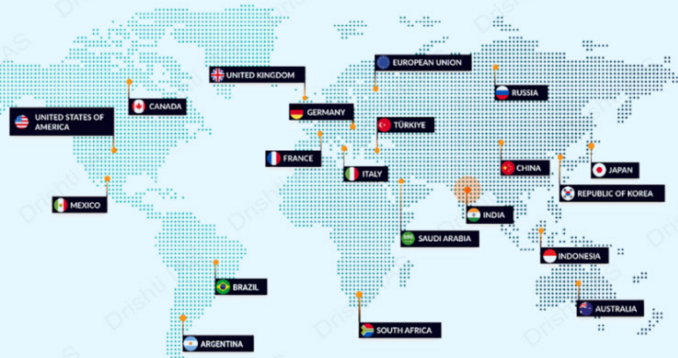 EUROPEAN UNION
UNITED KINGDOM
RUSSIA
CANADA
GERMANY
UNITED STATES OF
AMERICA
TÜRKIYE
FRANCE
ITALY
CHINA
JAPAN
REPUBLIC OF KOREA
MEXICO
INDIA
SAUDI ARABIA
INDONESIA
BRAZIL
AUSTRALIA
SOUTH AFRICA
ARGENTINA